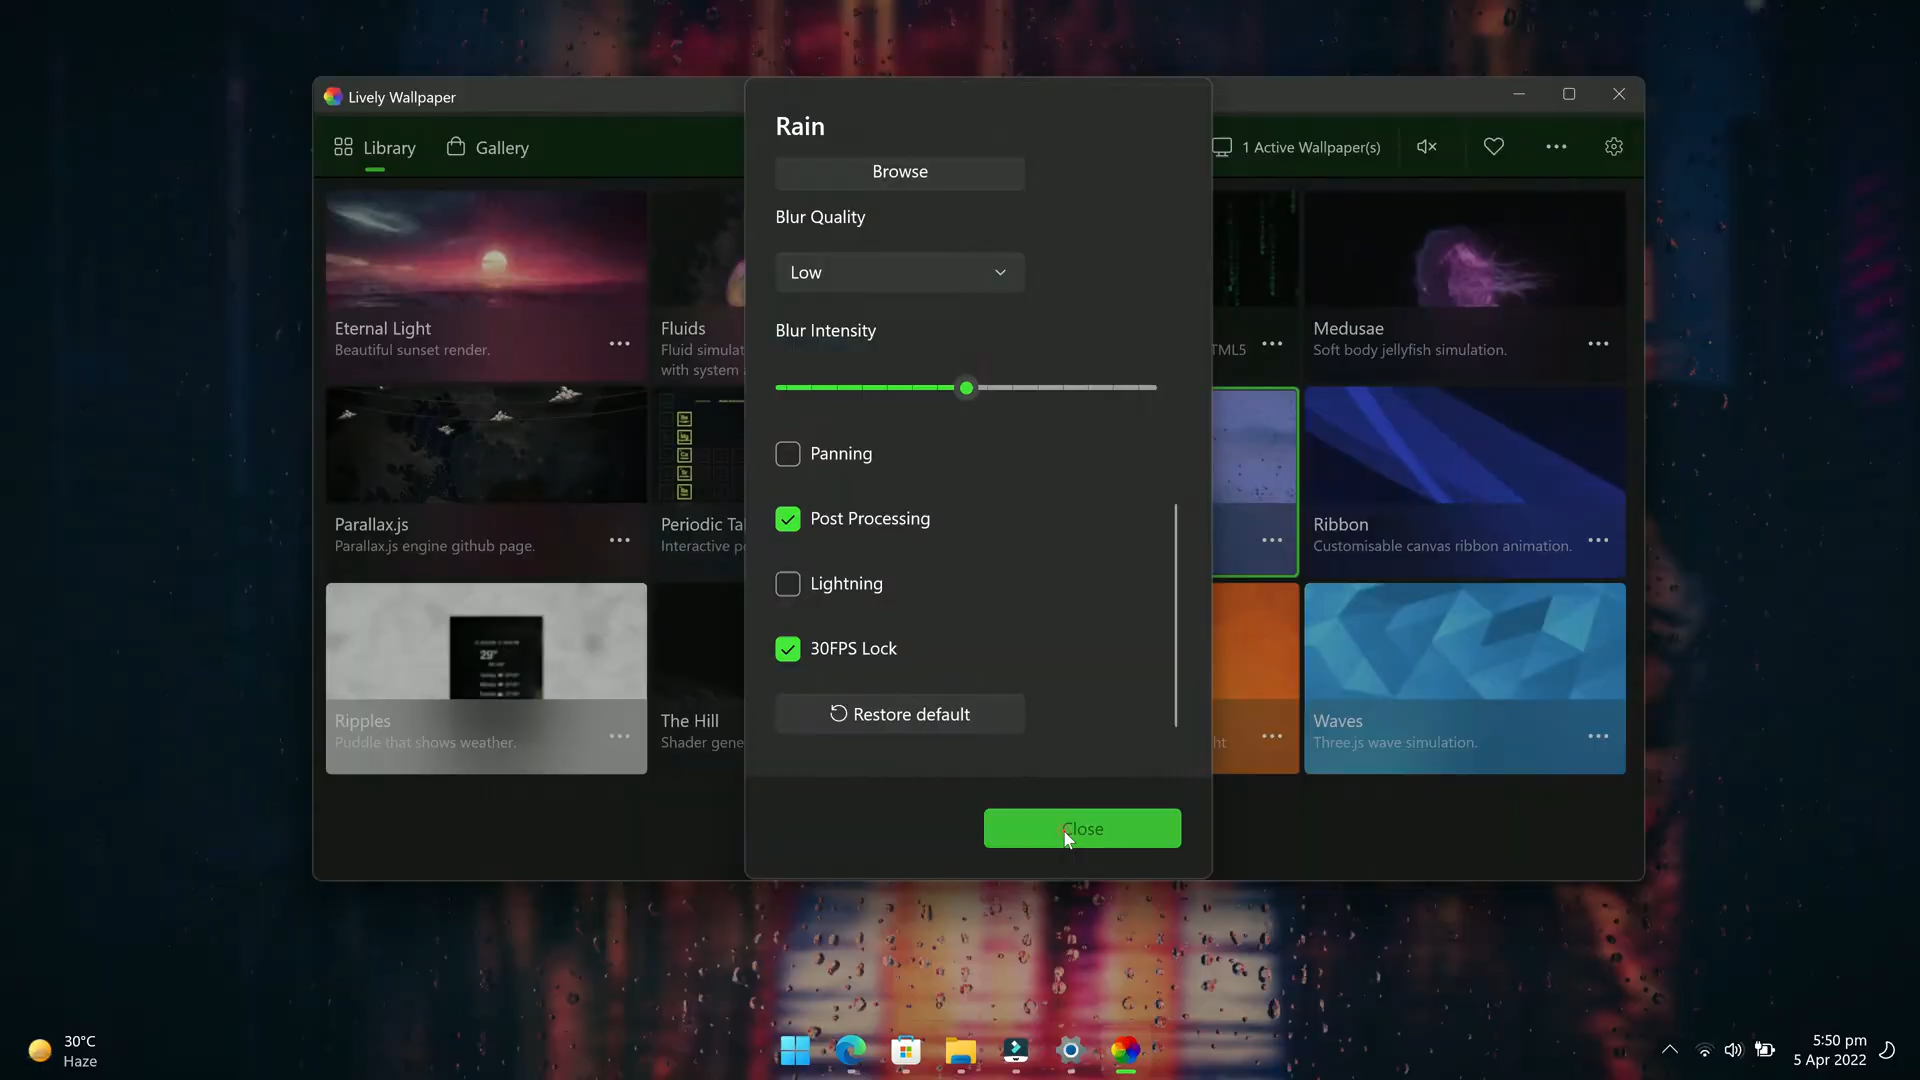 Lively Wallpaper
Library
Gallery
1 Active Wallpaper(s)
Rain
Browse
Blur Quality
Low
Blur Intensity
Panning
Post Processing
Lightning
30FPS Lock
Restore default
Close
Eternal Light
Beautiful sunset render.
Fluids
Fluid simulat
with system
TML5
Medusae
Soft body jellyfish simulation.
Parallax.js
Parallax.js engine github page.
Periodic Ta
Interactive p
Ribbon
Customisable canvas ribbon animation.
29°
Ripples
Puddle that shows weather.
The Hill
Shader gene
ht
Waves
Three.js wave simulation.
30°C
Haze
5:50 pm
5 Apr 2022